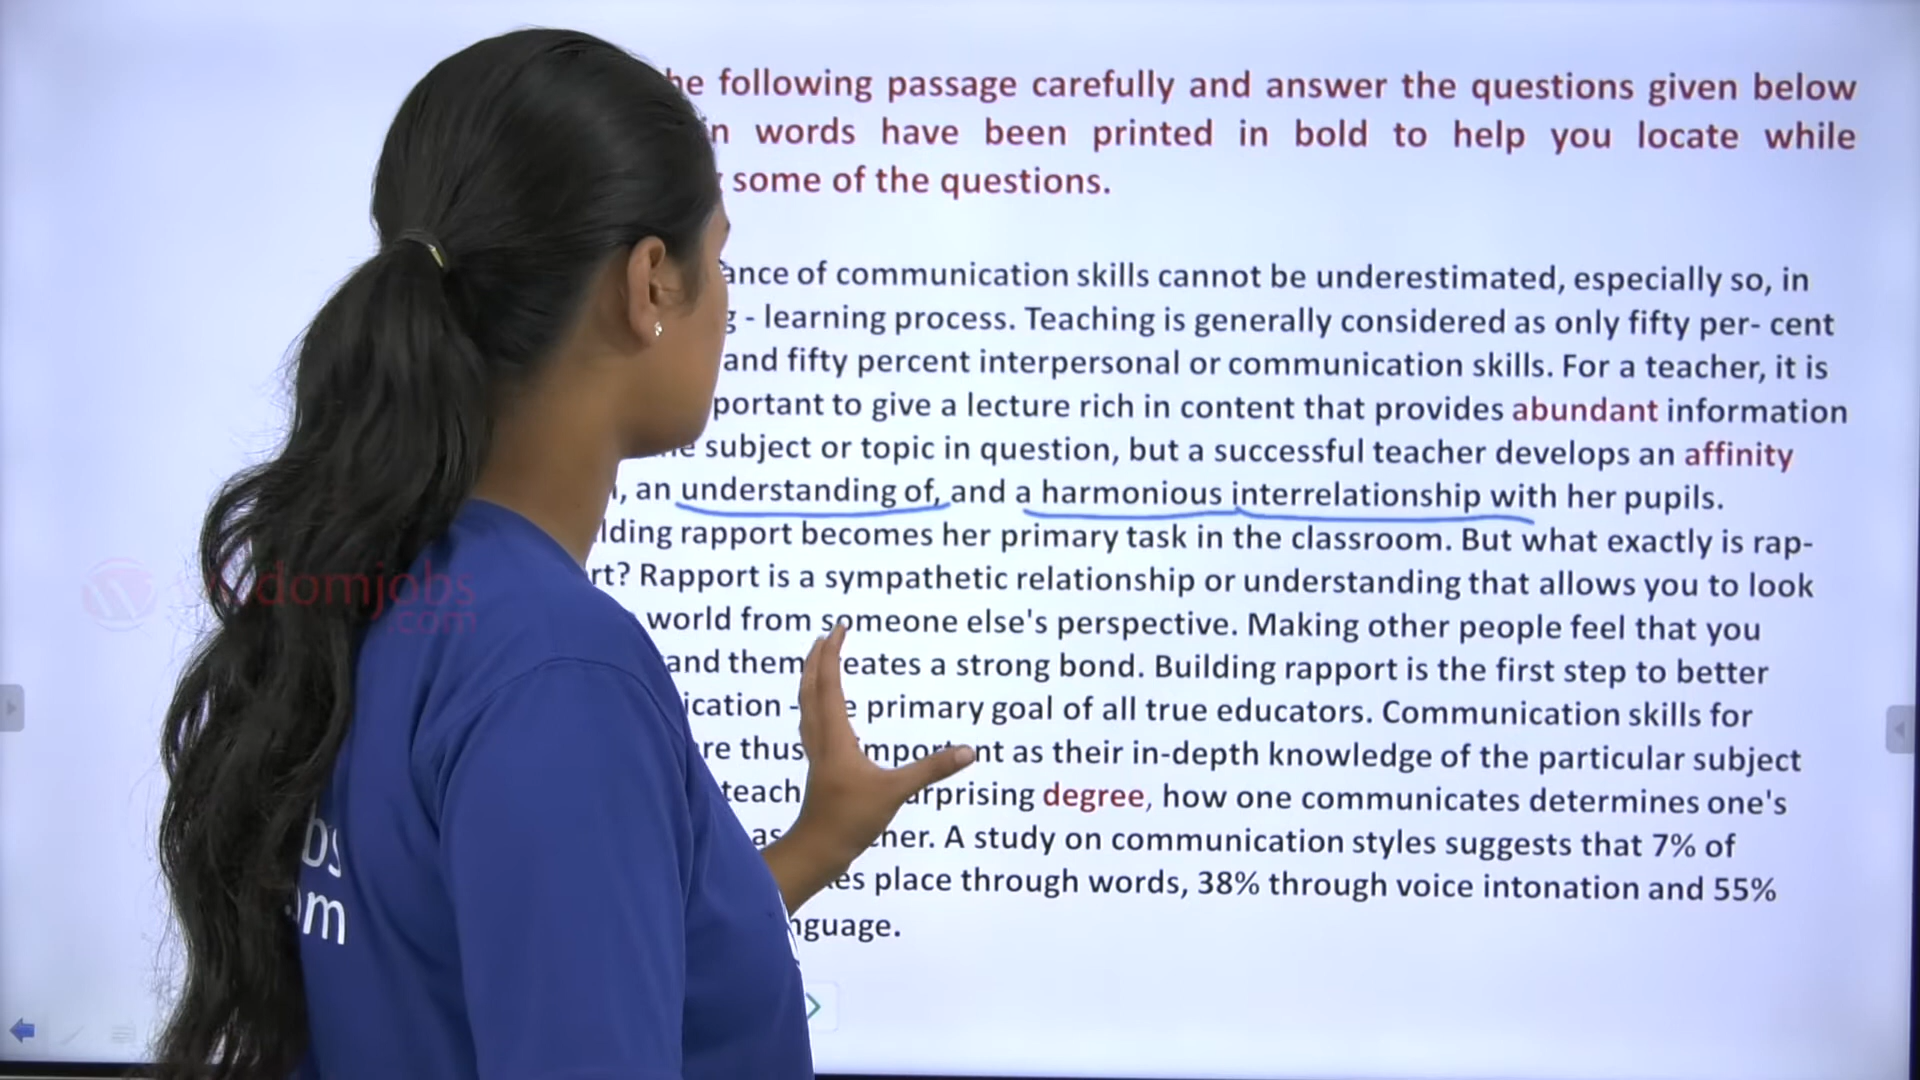 he following passage carefully and answer the questions given below
n words have been printed in bold to help you locate while
some of the questions.
ance of communication skills cannot be underestimated, especially so, in
g - learning process. Teaching is generally considered as only fifty per- cent
and fifty percent interpersonal or communication skills. For a teacher, it is
portant to give a lecture rich in content that provides abundant information
subject or topic in question, but a successful teacher develops an affinity
, an understanding of, and a harmonious interrelationship with her pupils.
lding rapport becomes her primary task in the classroom. But what exactly is rap-
rt? Rapport is a sympathetic relationship or understanding that allows you to look
world from someone else's perspective. Making other people feel that you
and them eates a strong bond. Building rapport is the first step to better
ication - e primary goal of all true educators. Communication skills for
re thus mportant as their in-depth knowledge of the particular subject
teach urprising degree, how one communicates determines one's
as her. A study on communication styles suggests that 7% of
es place through words, 38% through voice intonation and 55%
nguage.
domjobs
.com
bs
om